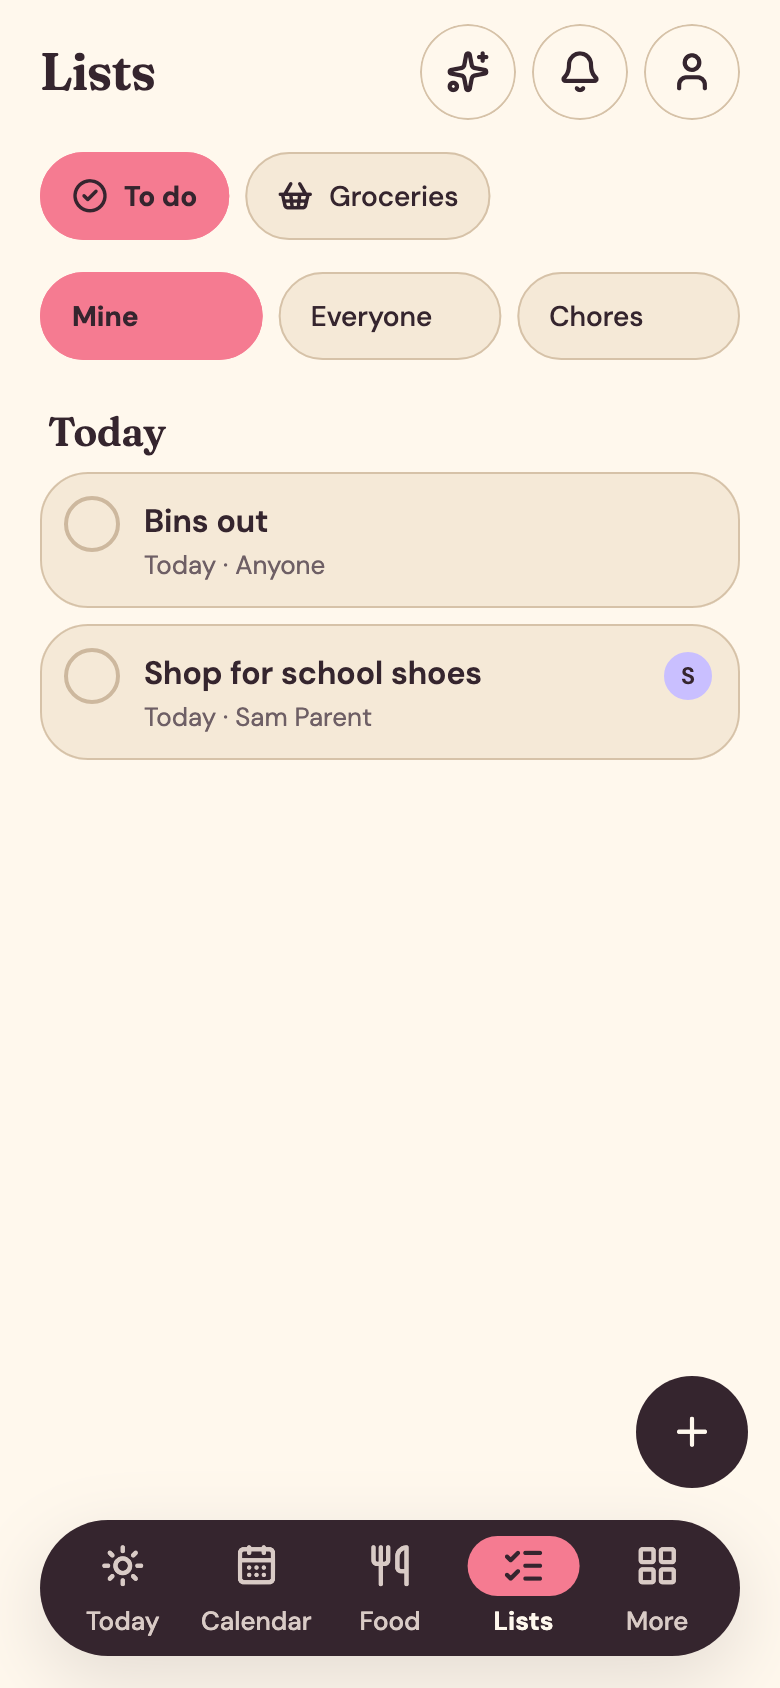 Lists
To do
Groceries
Mine
Everyone
Chores
Today
Bins out
Today · Anyone
Shop for school shoes
S
Today · Sam Parent
Today
Calendar
Food
Lists
More